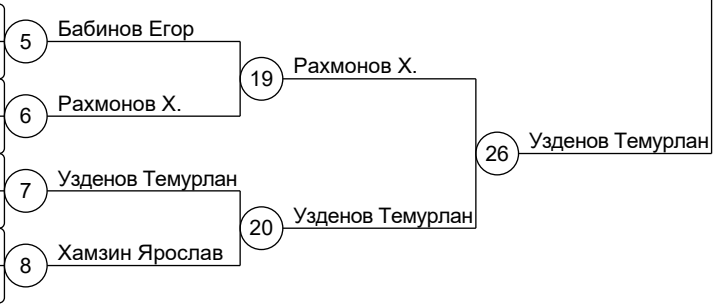 5 Бабинов Егор
19 Рахмонов Х.
6 Рахмонов Х.
26 Узденов Темурлан
7 Узденов Темурлан
20 Узденов Темурлан
8 Хамзин Ярослав